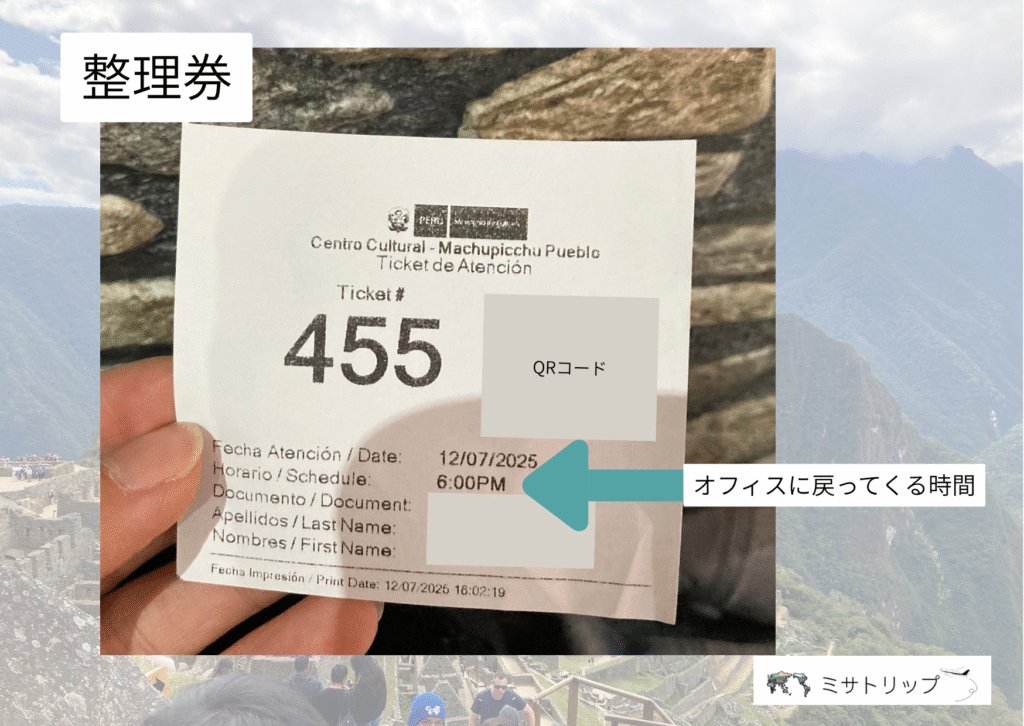 整理券
PERÚ
Centro Cultural - Machupicchu Pueblo
Ticket de Atención
Ticket #
455
QRコード
Fecha Atención / Date: 12/07/2025
Horario / Schedule: 6:00PM
オフィスに戻ってくる時間
Documento / Document:
Apellidos / Last Name:
Nombres / First Name:
Fecha Impresión / Print Date: 12/07/2025 16:02:19
ミサトリップ